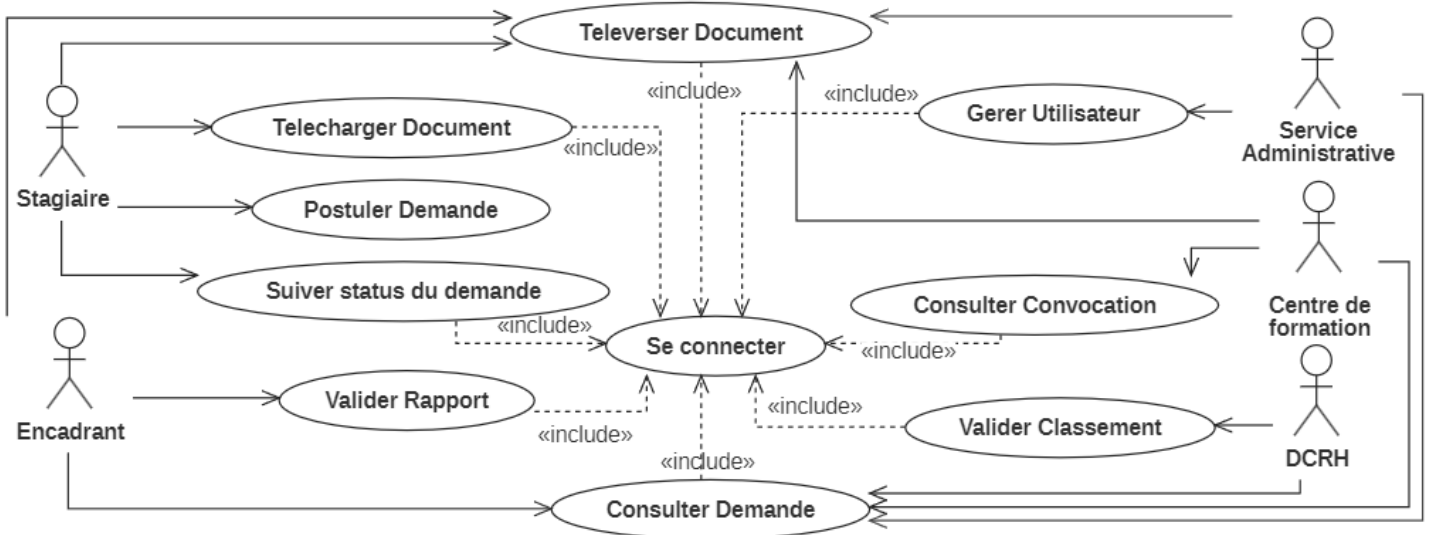 Televerser Document
«include»
«include»
Gerer Utilisateur
Service
Administrative
Telecharger Document
«include»
Stagiaire
Postuler Demande
Suiver status du demande
«include»
Consulter Convocation
Centre de
formation
Se connecter
«include»
Encadrant
Valider Rapport
«include»
«include»
Valider Classement
DCRH
«include»
Consulter Demande